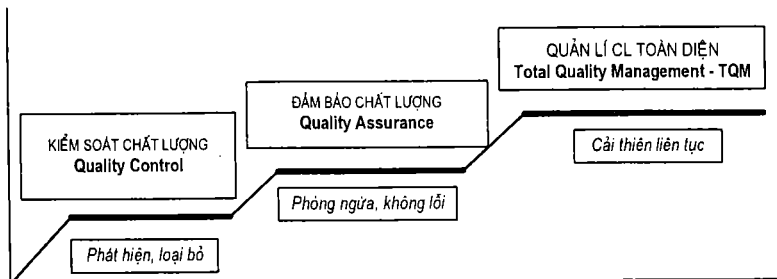 QUẢN LÍ CL TOÀN DIỆN
Total Quality Management - TQM
ĐẢM BẢO CHẤT LƯỢNG
Quality Assurance
KIỂM SOÁT CHẤT LƯỢNG
Quality Control
Cải thiên liên tục
Phòng ngừa, không lỗi
Phát hiện, loại bỏ